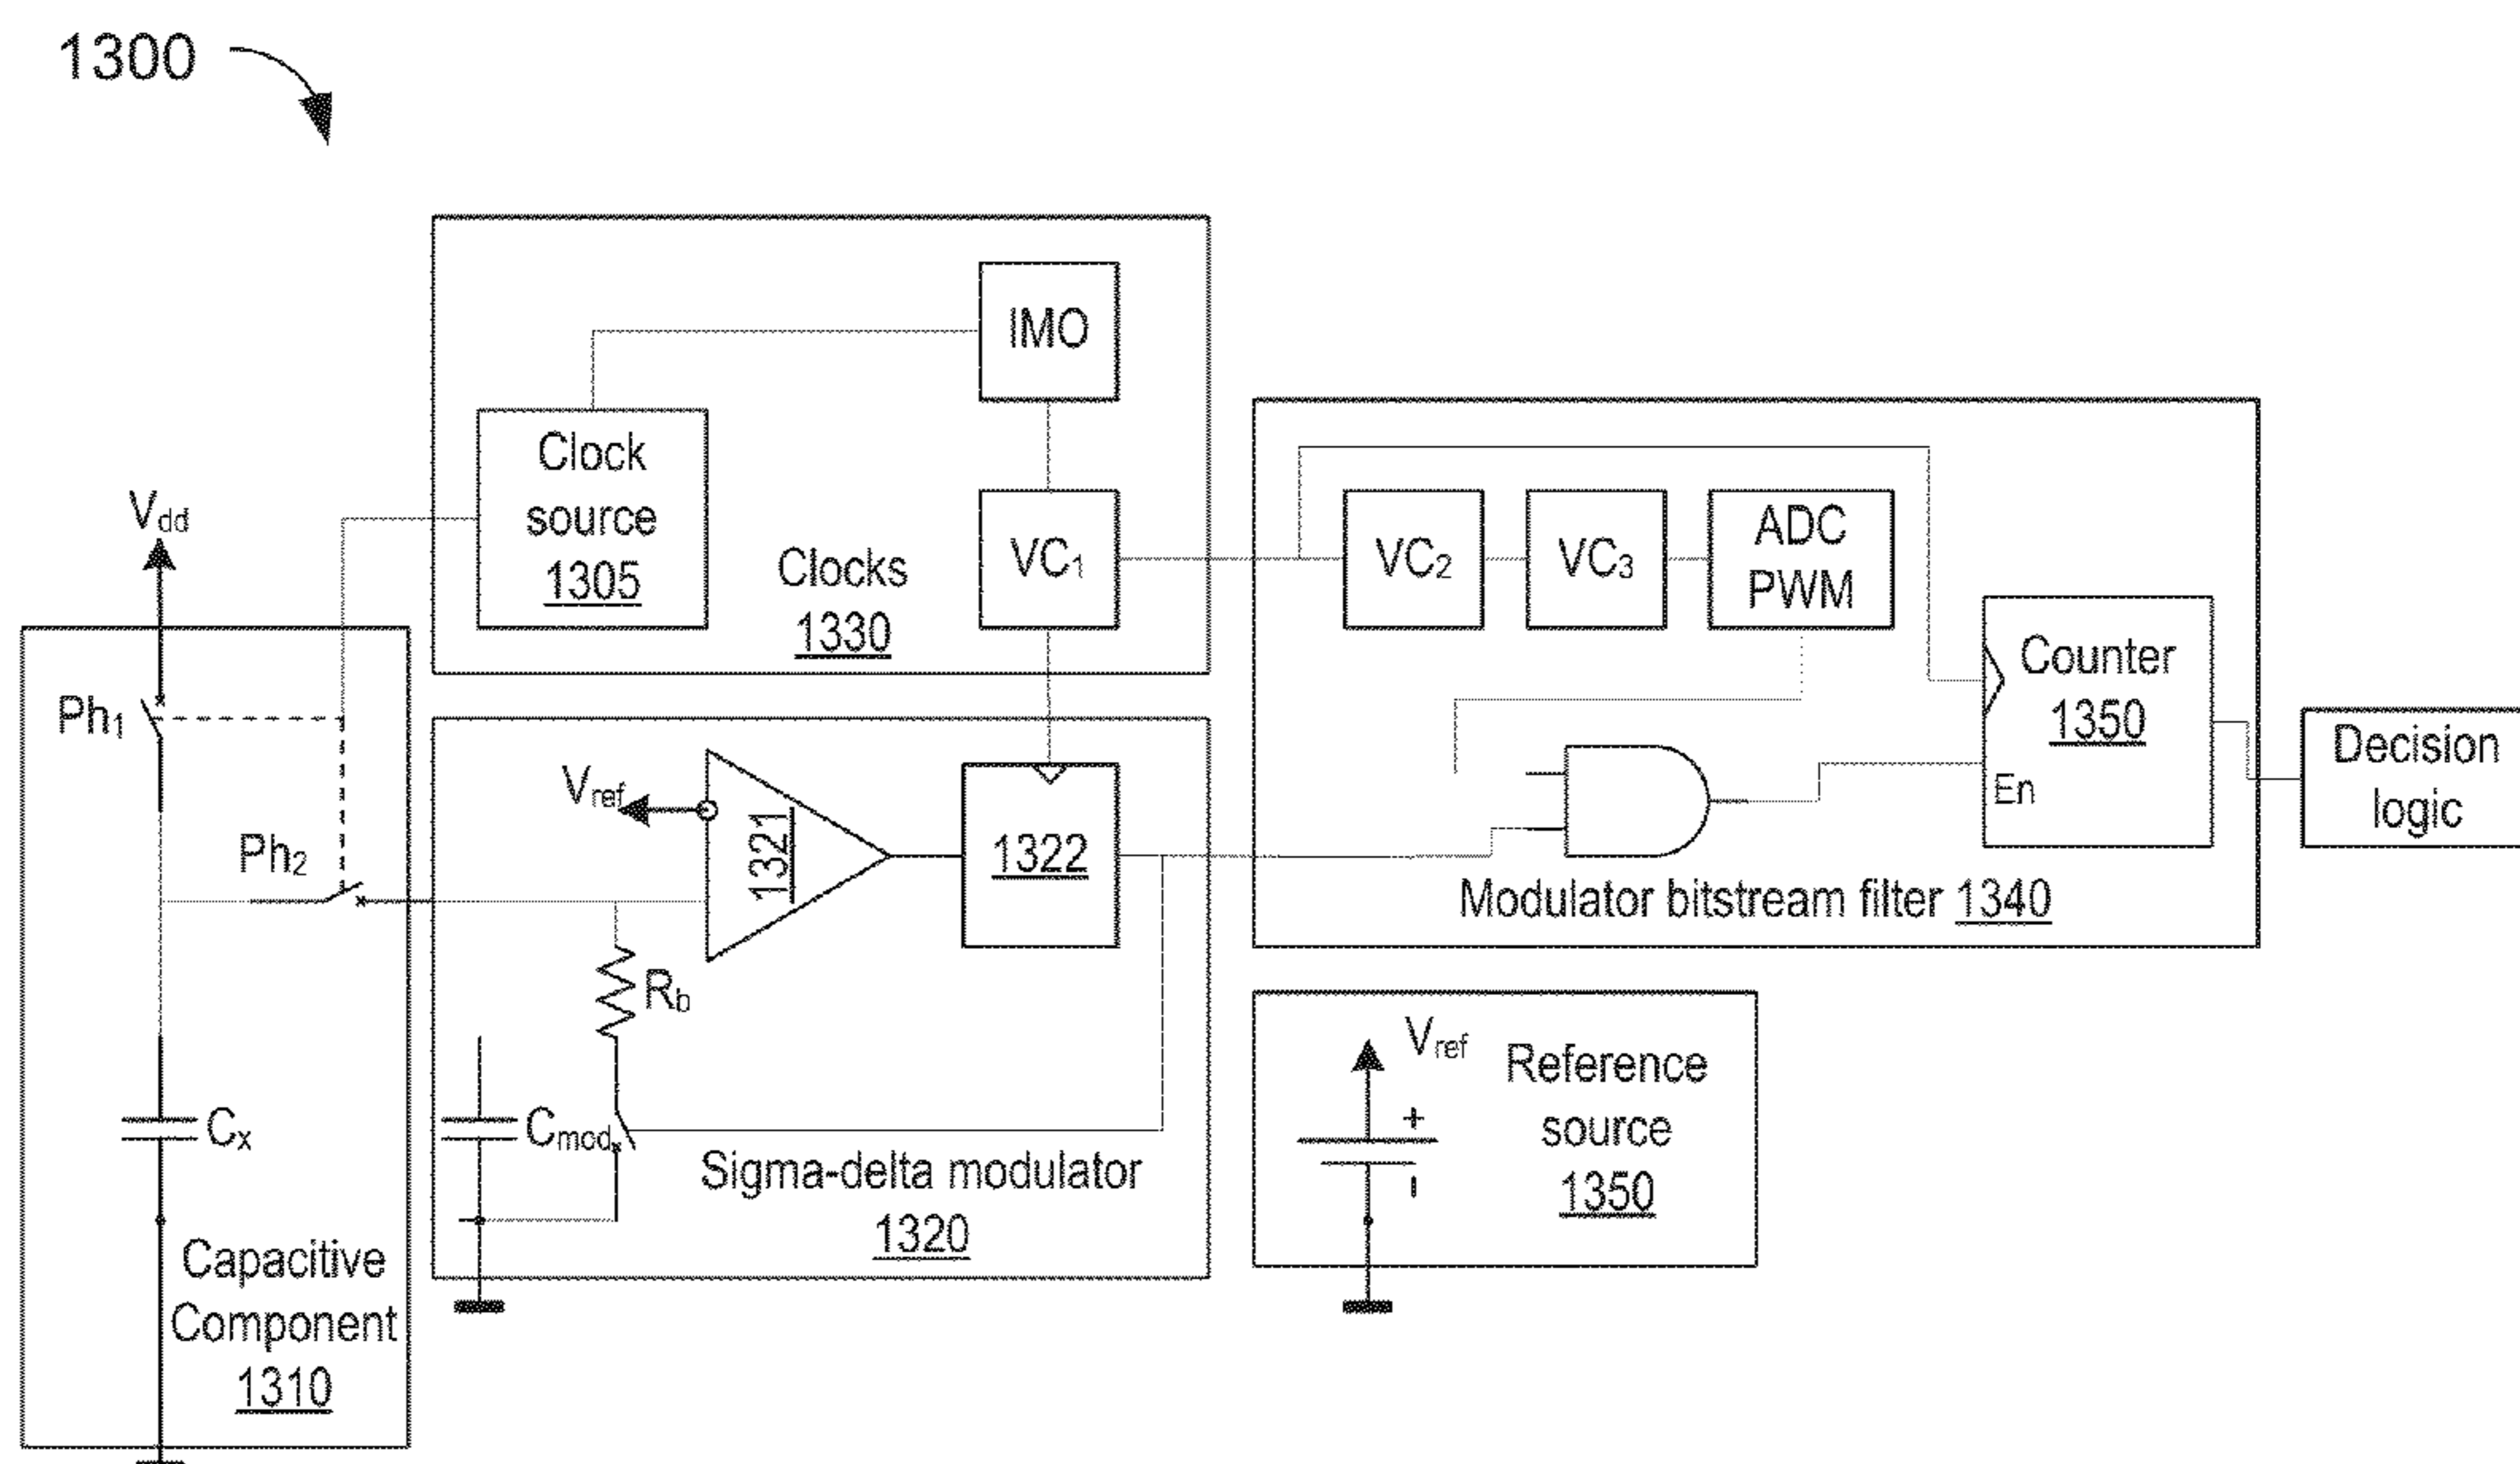 1300
IMO
Clock
source
1305
Clocks
1330
VC1
VC2
VC3
ADC
PWM
Counter
1350
En
Decision
logic
Modulator bitstream filter 1340
Vdd
Ph1
Ph2
Cx
Capacitive
Component
1310
Vref
1321
1322
Rb
Cmod
Sigma-delta modulator
1320
Vref
+
-
Reference
source
1350